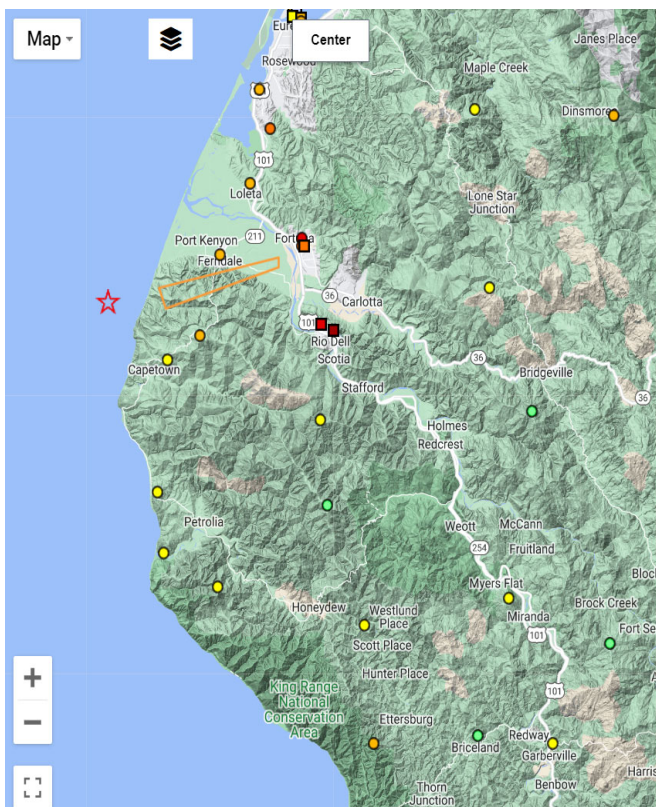 Map
Center
Janes Place
Maple Creek
Dinsmore
101
Loleta
Lone Star
Junction
211
Port Kenyon
Ferndale
36
Carlotta
101
Rio Dell
Scotia
36
Bridgeville
36
Capetown
Stafford
Holmes
Redcrest
Petrolia
Weott
McCann
254
Fruitland
Myers Flat
Honeydew
Westlund
Place
Miranda
Brock Creek
101
Scott Place
Hunter Place
King Range
National
Conservation
Area
101
Ettersburg
Redway
Briceland
Garberville
Thorn
Junction
Benbow